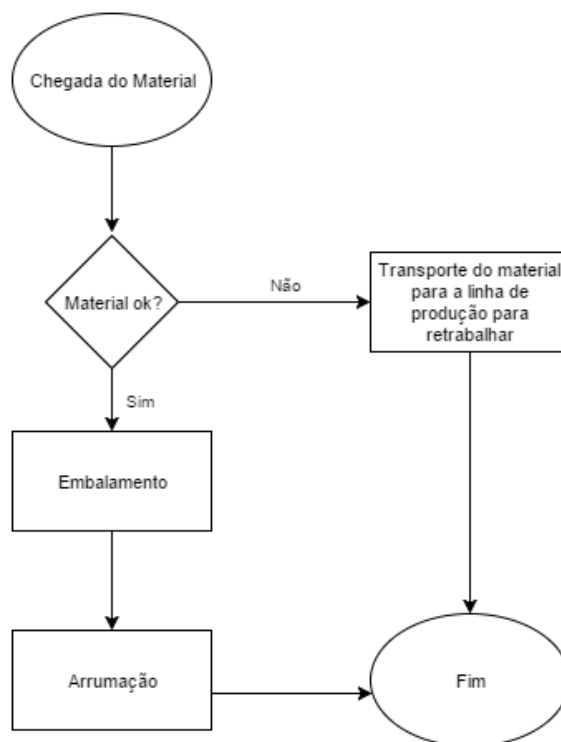 Chegada do Material
Material ok?
Não
Transporte do material
para a linha de
produção para
retrabalhar
Sim
Embalamento
Arrumação
Fim